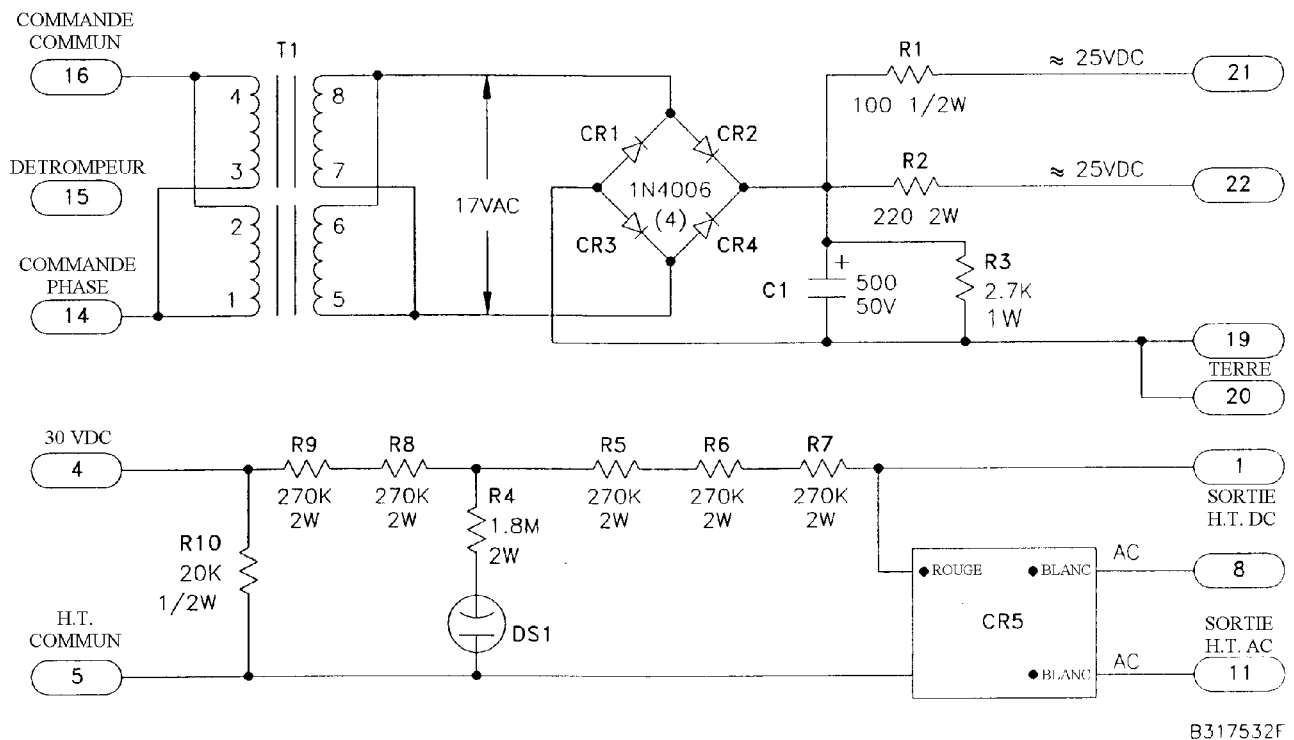 COMMANDE
COMMUN
16
T1
4
3
2
1
8
7
6
5
DETROMPEUR
15
COMMANDE
PHASE
14
17VAC
CR1
CR2
1N4006
(4)
CR3
CR4
R1
100 1/2W
≈ 25VDC
21
R2
220 2W
≈ 25VDC
22
C1
+
500
50V
R3
2.7K
1W
19
TERRE
20
30 VDC
4
R9
270K
2W
R8
270K
2W
R5
270K
2W
R6
270K
2W
R7
270K
2W
1
SORTIE
H.T. DC
R4
1.8M
2W
R10
20K
1/2W
DS1
H.T.
COMMUN
5
ROUGE
BLANC
AC
8
CR5
SORTIE
H.T. AC
BLANC
AC
11
B317532F